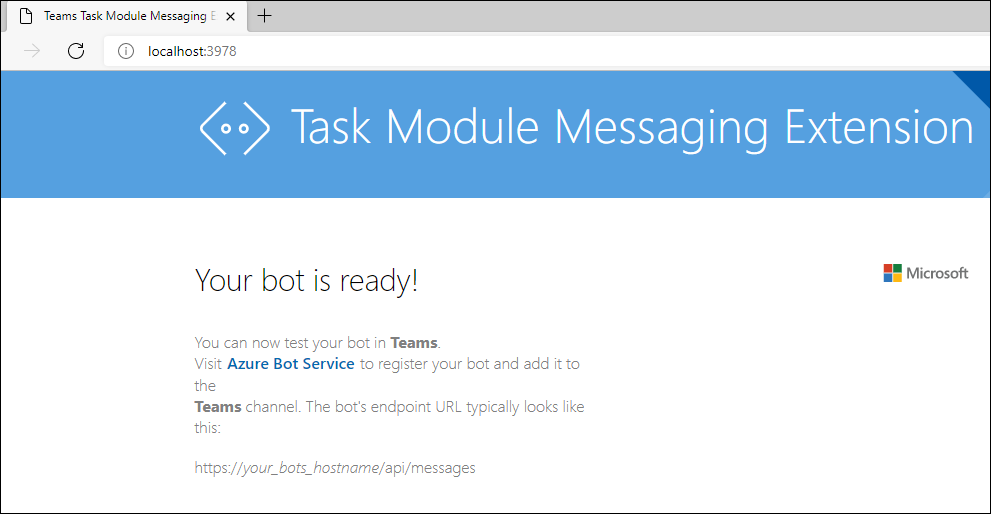 Teams Task Module Messaging E
localhost:3978
Task Module Messaging Extension
Your bot is ready!
Microsoft
You can now test your bot in Teams.
Visit Azure Bot Service to register your bot and add it to
the
Teams channel. The bot's endpoint URL typically looks like
this:
https://your_bots_hostname/api/messages